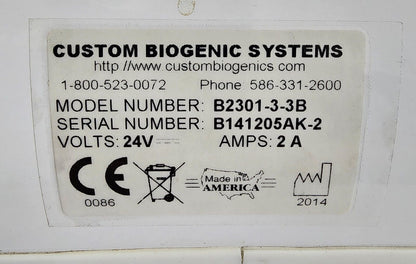 CUSTOM BIOGENIC SYSTEMS
http //www.custombiogenics.com
1-800-523-0072 Phone 586-331-2600
MODEL NUMBER: B2301-3-3B
SERIAL NUMBER: B141205AK-2
VOLTS: 24V AMPS: 2 A
CE
0086
Made in
AMERICA
2014